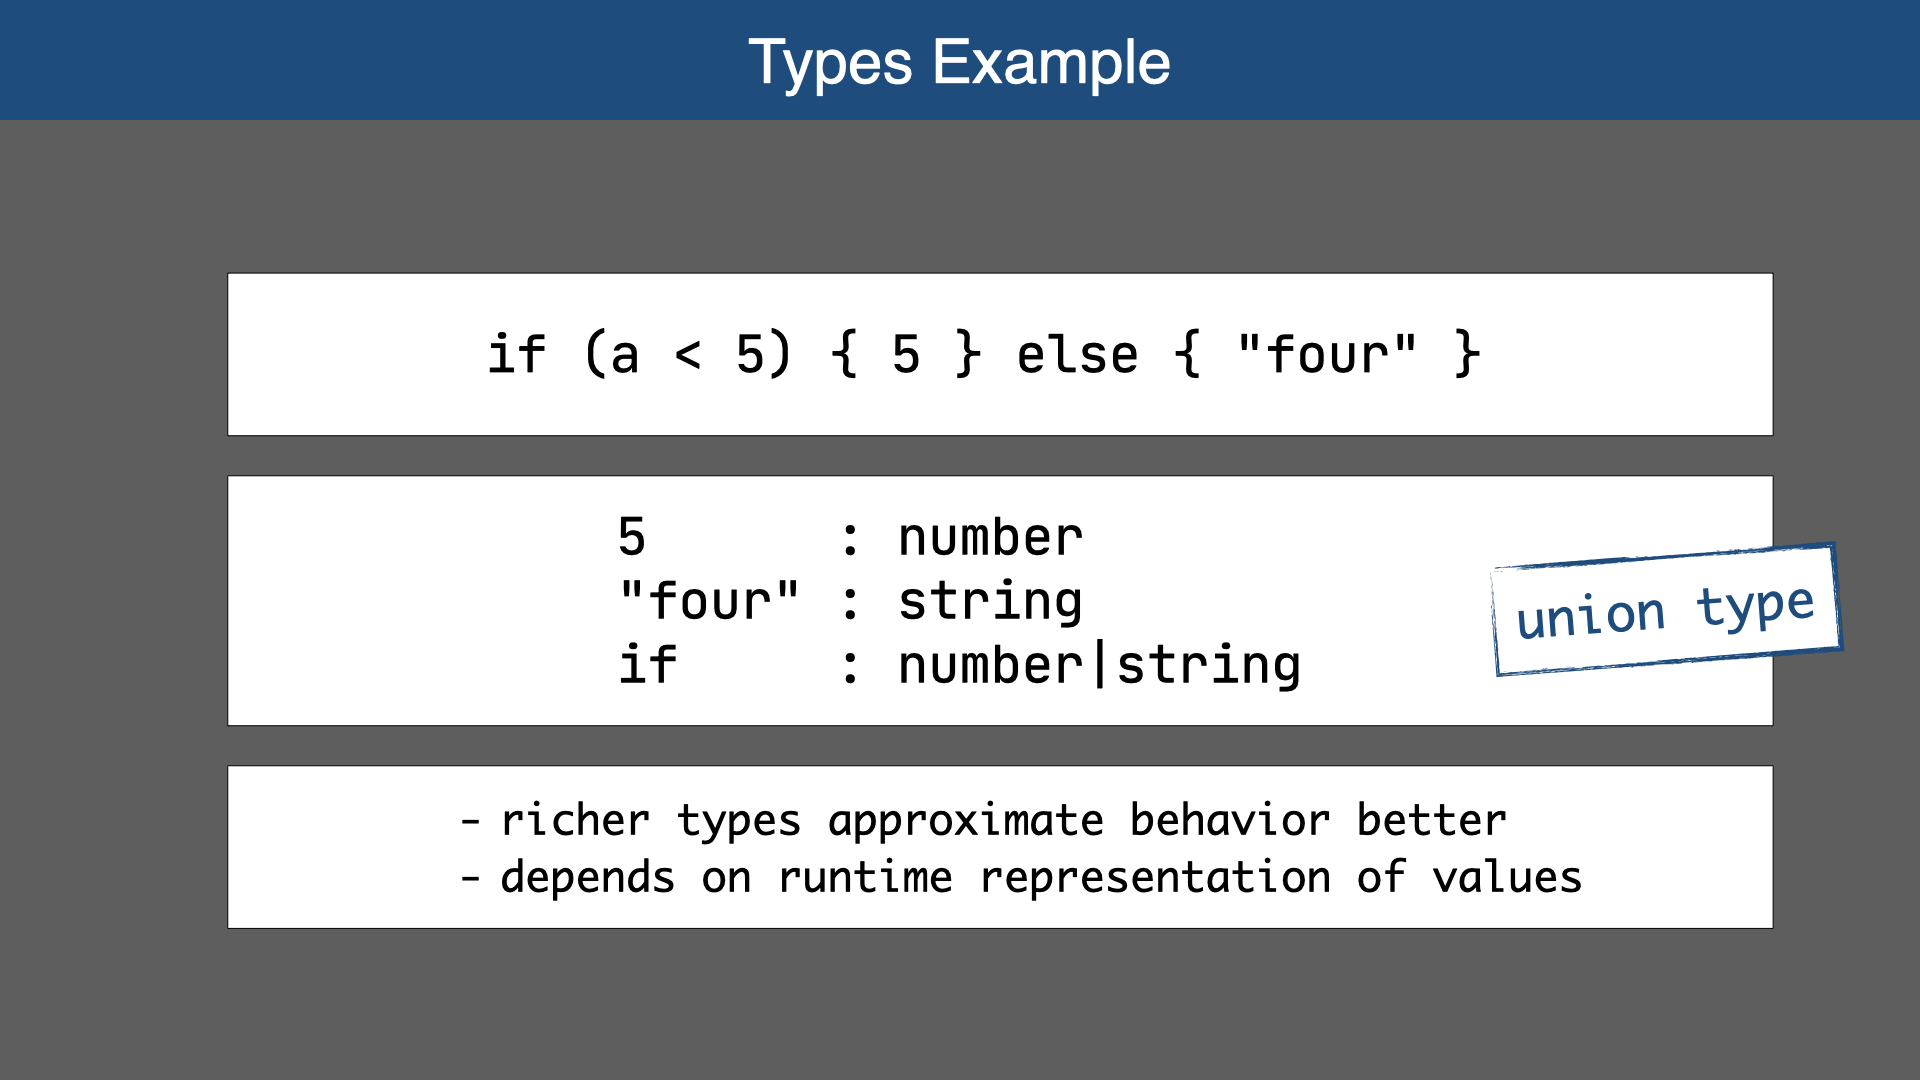 Types Example
if (a < 5) { 5 } else { "four" }
5      : number
"four" : string
if     : number|string
union type
- richer types approximate behavior better
- depends on runtime representation of values